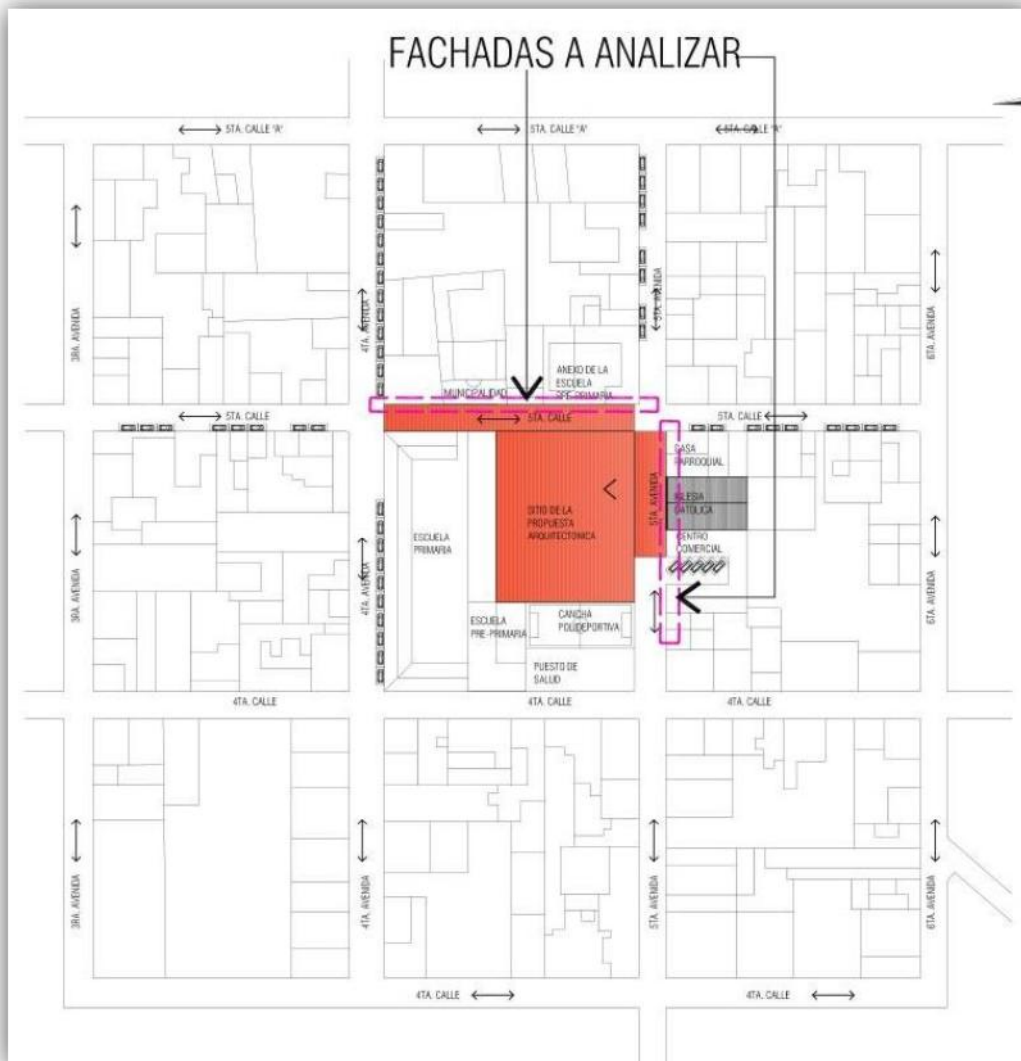 FACHADAS A ANALIZAR
5TA. CALLE "A"
5TA. CALLE "A"
5TA. CALLE "A"
3RA. AVENIDA
4TA. AVENIDA
5TA. AVENIDA
6TA. AVENIDA
MUNICIPALIDAD
ANEXO DE LA
ESCUELA
PRE-PRIMARIA
5TA. CALLE
5TA. CALLE
5TA. CALLE
CASA
PARROQUIAL
5TA. AVENIDA
IGLESIA
CATOLICA
SITIO DE LA
PROPUESTA
ARQUITECTONICA
ESCUELA
PRIMARIA
CENTRO
COMERCIAL
3RA. AVENIDA
4TA. AVENIDA
6TA. AVENIDA
ESCUELA
PRE-PRIMARIA
CANCHA
POLIDEPORTIVA
PUESTO DE
SALUD
4TA. CALLE
4TA. CALLE
4TA. CALLE
3RA. AVENIDA
4TA. AVENIDA
5TA. AVENIDA
6TA. AVENIDA
4TA. CALLE
4TA. CALLE